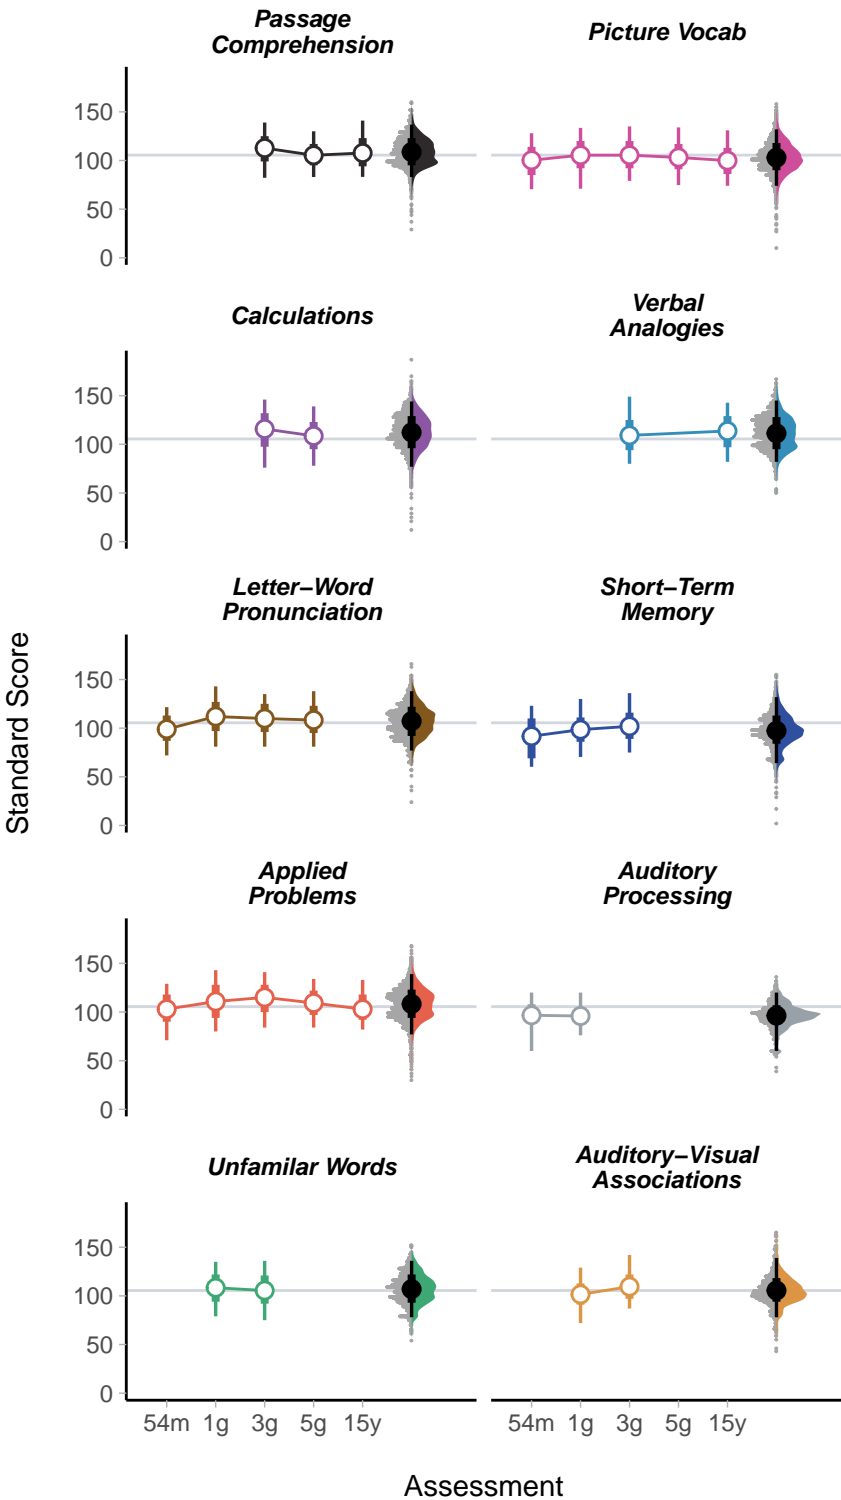 Passage
Comprehension
Picture Vocab
150
100
50
0
Calculations
Verbal
Analogies
150
100
50
0
Letter–Word
Pronunciation
Short–Term
Memory
150
100
50
0
Standard Score
Applied
Problems
Auditory
Processing
150
100
50
0
Unfamilar Words
Auditory–Visual
Associations
150
100
50
0
54m 1g 3g 5g 15y
54m 1g 3g 5g 15y
Assessment